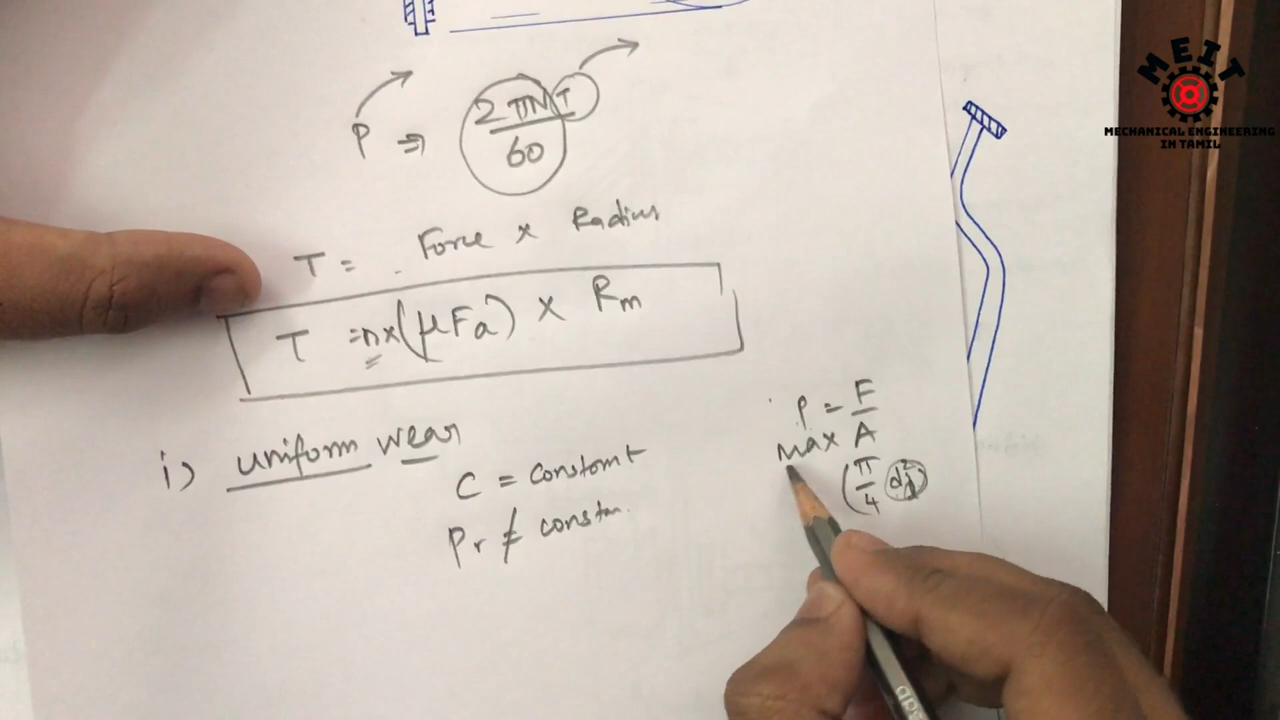 MEIT
MECHANICAL ENGINEERING
IN TAMIL
P ⇒ 2πNT / 60
T = Force x Radius
T = n x (μFa) x Rm
i) uniform wear
C = constant
Pr ≠ constan.
P max = F / A
(π/4 d²)